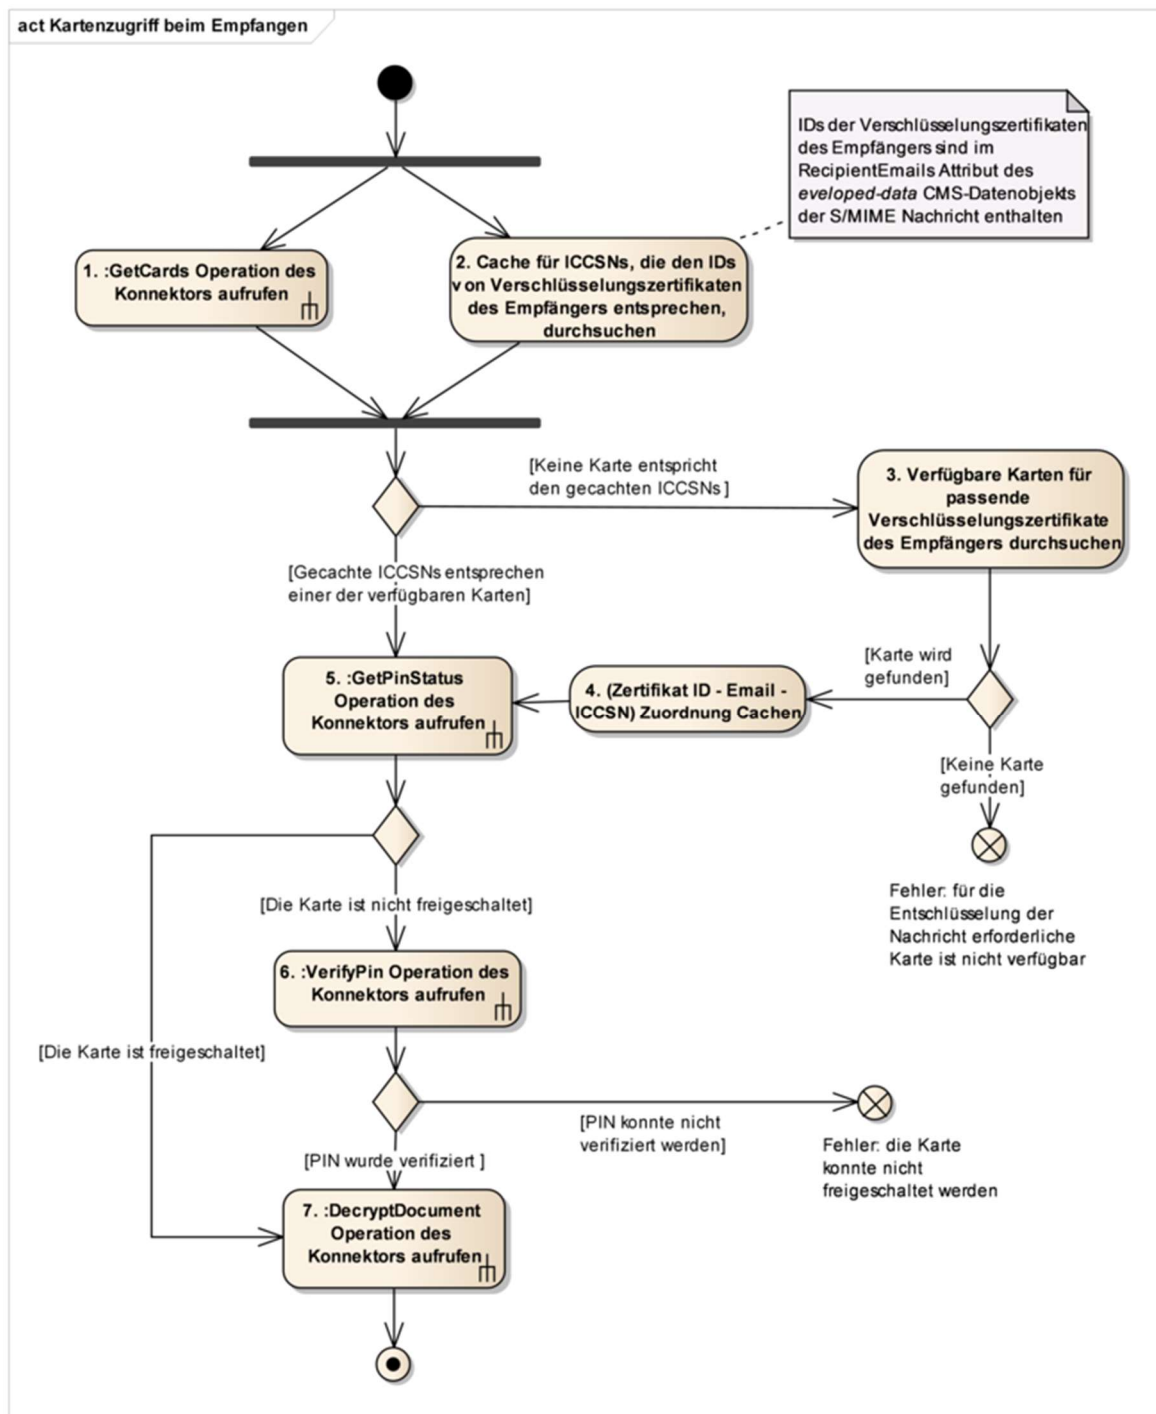 act Kartenzugriff beim Empfangen
IDs der Verschlüsselungszertifikaten
des Empfängers sind im
RecipientEmails Attribut des
eveloped-data CMS-Datenobjekts
der S/MIME Nachricht enthalten
1. :GetCards Operation des
Konnektors aufrufen
2. Cache für ICCSNs, die den IDs
von Verschlüsselungszertifikaten
des Empfängers entsprechen,
durchsuchen
[Keine Karte entspricht
den gecachten ICCSNs ]
3. Verfügbare Karten für
passende
Verschlüsselungszertifikate
des Empfängers durchsuchen
[Gecachte ICCSNs entsprechen
einer der verfügbaren Karten]
[Karte wird
gefunden]
4. (Zertifikat ID - Email -
ICCSN) Zuordnung Cachen
5. :GetPinStatus
Operation des
Konnektors aufrufen
[Keine Karte
gefunden]
Fehler: für die
Entschlüsselung der
Nachricht erforderliche
Karte ist nicht verfügbar
[Die Karte ist nicht freigeschaltet]
6. :VerifyPin Operation des
Konnektors aufrufen
[Die Karte ist freigeschaltet]
[PIN konnte nicht
verifiziert werden]
Fehler: die Karte
konnte nicht
freigeschaltet werden
[PIN wurde verifiziert ]
7. :DecryptDocument
Operation des
Konnektors aufrufen